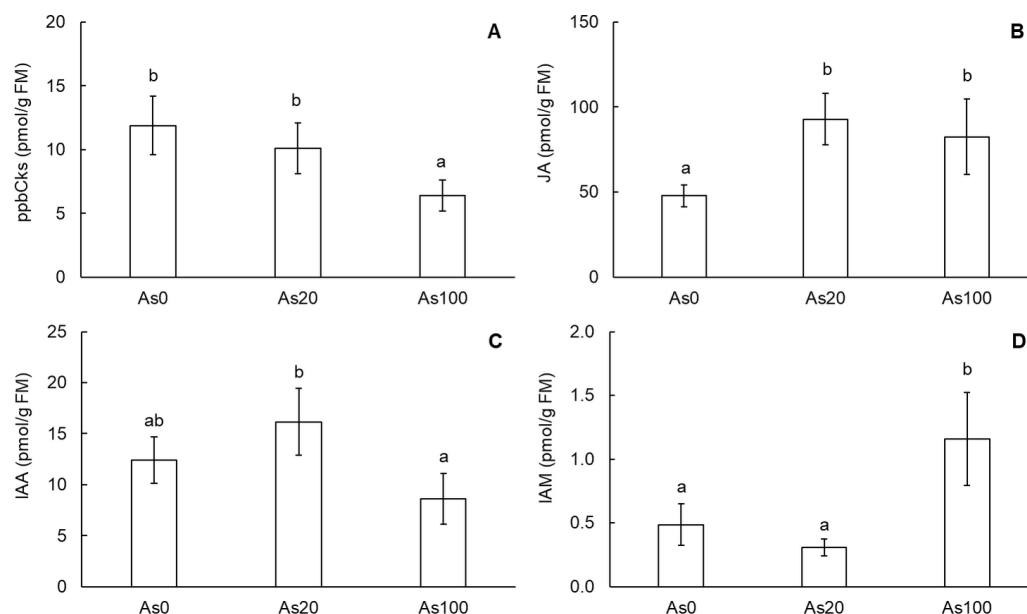 A
ppbCks (pmol/g FM)
20
15
10
5
0
b
b
a
As0
As20
As100
B
JA (pmol/g FM)
150
100
50
0
a
b
b
As0
As20
As100
C
IAA (pmol/g FM)
25
20
15
10
5
0
ab
b
a
As0
As20
As100
D
IAM (pmol/g FM)
2.0
1.5
1.0
0.5
0.0
a
a
b
As0
As20
As100